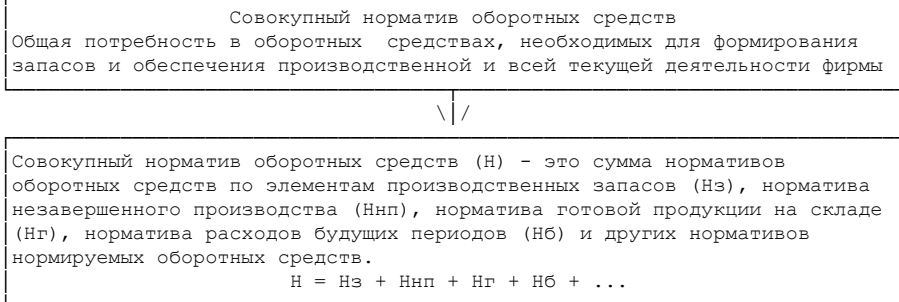 Совокупный норматив оборотных средств
Общая потребность в оборотных средствах, необходимых для формирования
запасов и обеспечения производственной и всей текущей деятельности фирмы
Совокупный норматив оборотных средств (Н) - это сумма нормативов
оборотных средств по элементам производственных запасов (Нз), норматива
незавершенного производства (Ннп), норматива готовой продукции на складе
(Нг), норматива расходов будущих периодов (Нб) и других нормативов
нормируемых оборотных средств.
Н = Нз + Ннп + Нг + Нб + ...